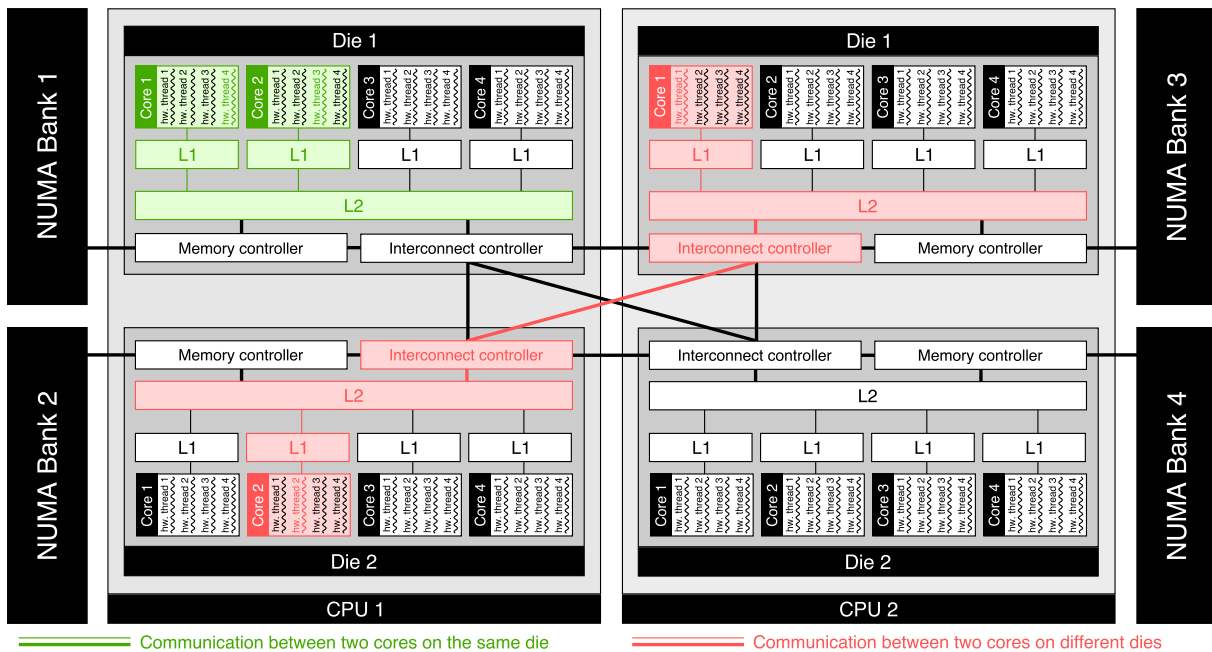 NUMA Bank 1
Die 1
Core 1 hw. thread 1 hw. thread 2 hw. thread 3 hw. thread 4
Core 2 hw. thread 1 hw. thread 2 hw. thread 3 hw. thread 4
Core 3 hw. thread 1 hw. thread 2 hw. thread 3 hw. thread 4
Core 4 hw. thread 1 hw. thread 2 hw. thread 3 hw. thread 4
L1 L1 L1 L1
L2
Memory controller Interconnect controller
Die 1
Core 1 hw. thread 1 hw. thread 2 hw. thread 3 hw. thread 4
Core 2 hw. thread 1 hw. thread 2 hw. thread 3 hw. thread 4
Core 3 hw. thread 1 hw. thread 2 hw. thread 3 hw. thread 4
Core 4 hw. thread 1 hw. thread 2 hw. thread 3 hw. thread 4
L1 L1 L1 L1
L2
Interconnect controller Memory controller
NUMA Bank 3
NUMA Bank 2
Memory controller Interconnect controller
L2
L1 L1 L1 L1
Core 1 hw. thread 1 hw. thread 2 hw. thread 3 hw. thread 4
Core 2 hw. thread 1 hw. thread 2 hw. thread 3 hw. thread 4
Core 3 hw. thread 1 hw. thread 2 hw. thread 3 hw. thread 4
Core 4 hw. thread 1 hw. thread 2 hw. thread 3 hw. thread 4
Die 2
CPU 1
Interconnect controller Memory controller
L2
L1 L1 L1 L1
Core 1 hw. thread 1 hw. thread 2 hw. thread 3 hw. thread 4
Core 2 hw. thread 1 hw. thread 2 hw. thread 3 hw. thread 4
Core 3 hw. thread 1 hw. thread 2 hw. thread 3 hw. thread 4
Core 4 hw. thread 1 hw. thread 2 hw. thread 3 hw. thread 4
Die 2
CPU 2
NUMA Bank 4
Communication between two cores on the same die
Communication between two cores on different dies